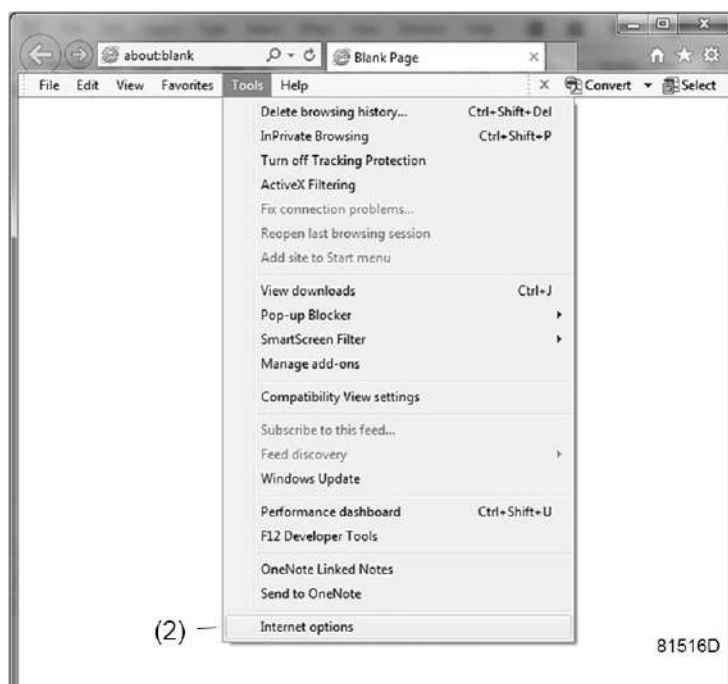 about:blank
Blank Page
File Edit View Favorites Tools Help x Convert Select
Delete browsing history... Ctrl+Shift+Del
InPrivate Browsing Ctrl+Shift+P
Turn off Tracking Protection
ActiveX Filtering
Fix connection problems...
Reopen last browsing session
Add site to Start menu
View downloads Ctrl+J
Pop-up Blocker
SmartScreen Filter
Manage add-ons
Compatibility View settings
Subscribe to this feed...
Feed discovery
Windows Update
Performance dashboard Ctrl+Shift+U
F12 Developer Tools
OneNote Linked Notes
Send to OneNote
(2) Internet options
81516D